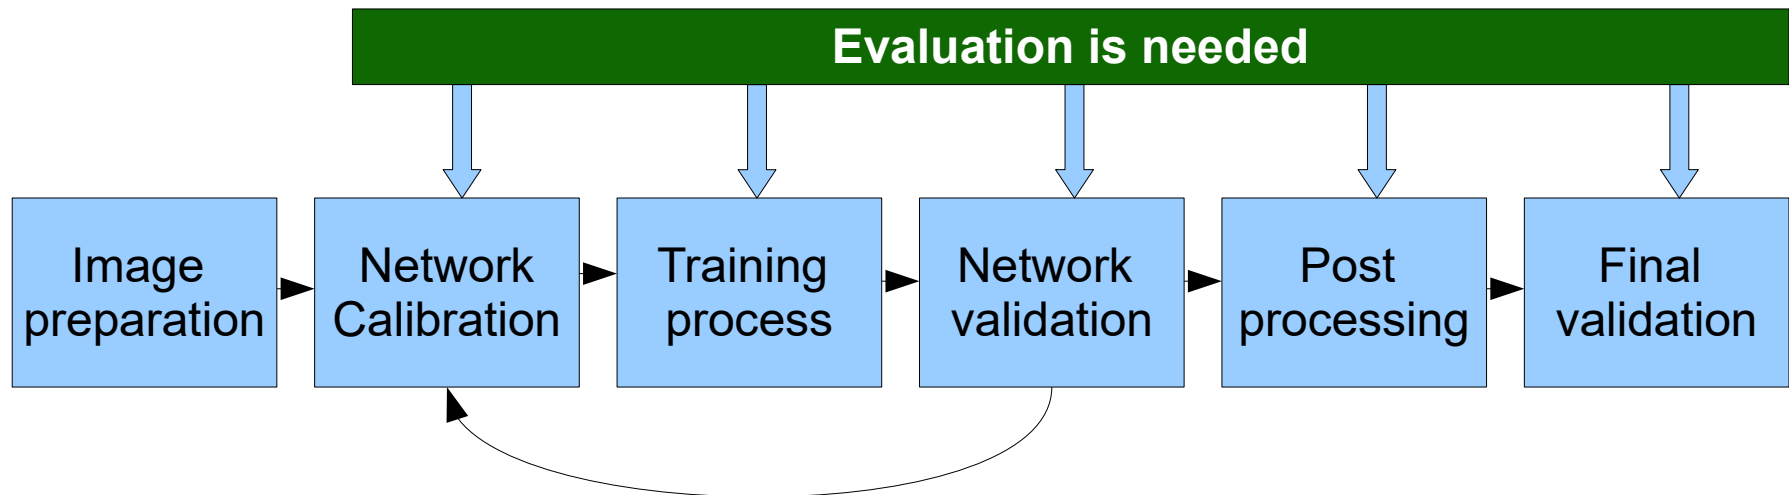 Evaluation is needed
Image
preparation
Network
Calibration
Training
process
Network
validation
Post
processing
Final
validation